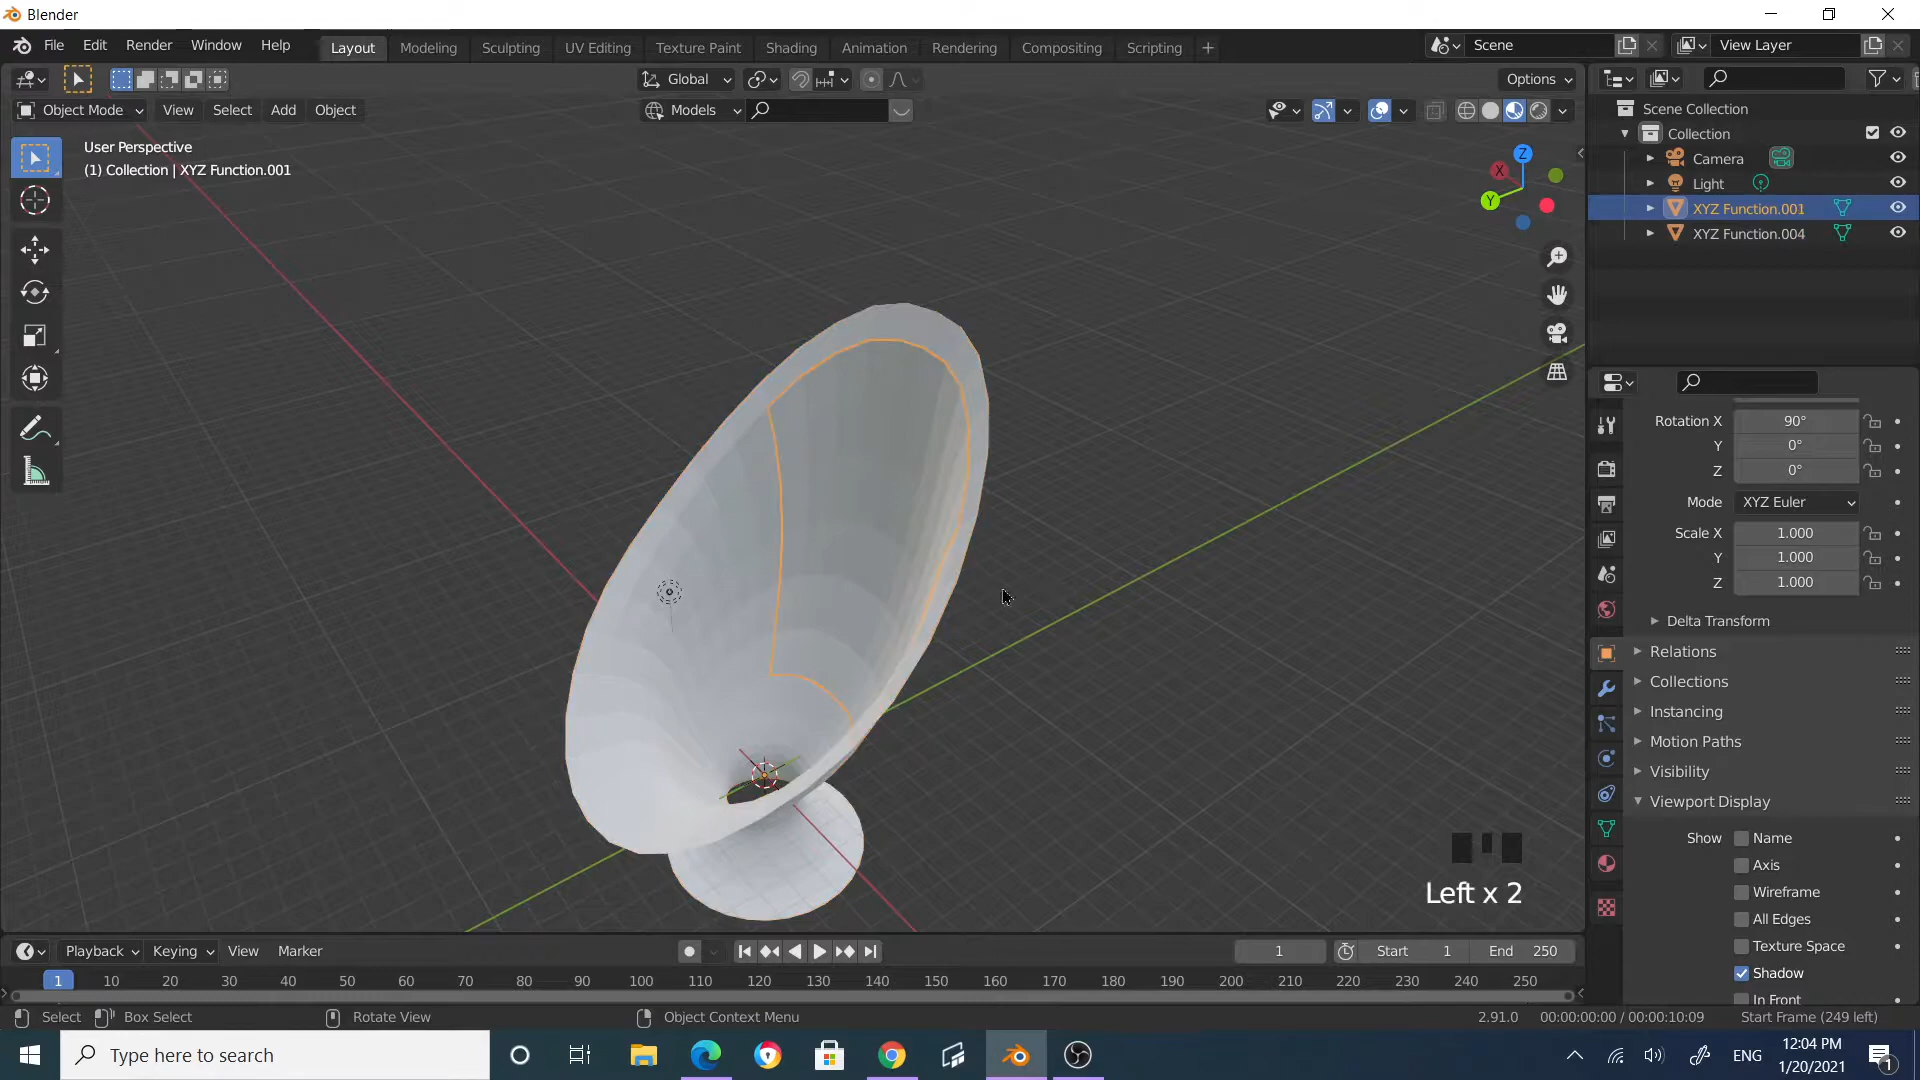 Blender
File Edit Render Window Help Layout Modeling Sculpting UV Editing Texture Paint Shading Animation Rendering Compositing Scripting + Scene View Layer
Global Options
Object Mode View Select Add Object Models
User Perspective
(1) Collection | XYZ Function.001
Z
X
Y
Scene Collection
Collection
Camera
Light
XYZ Function.001
XYZ Function.004
Rotation X 90°
Y 0°
Z 0°
Mode XYZ Euler
Scale X 1.000
Y 1.000
Z 1.000
Delta Transform
Relations
Collections
Instancing
Motion Paths
Visibility
Viewport Display
Show Name
Axis
Wireframe
All Edges
Texture Space
Shadow
In Front
Left x 2
Playback Keying View Marker 1 Start 1 End 250
1 10 20 30 40 50 60 70 80 90 100 110 120 130 140 150 160 170 180 190 200 210 220 230 240 250
Select Box Select Rotate View Object Context Menu 2.91.0 00:00:00:00 / 00:00:10:09 Start Frame (249 left)
Type here to search ENG 12:04 PM
1/20/2021 1